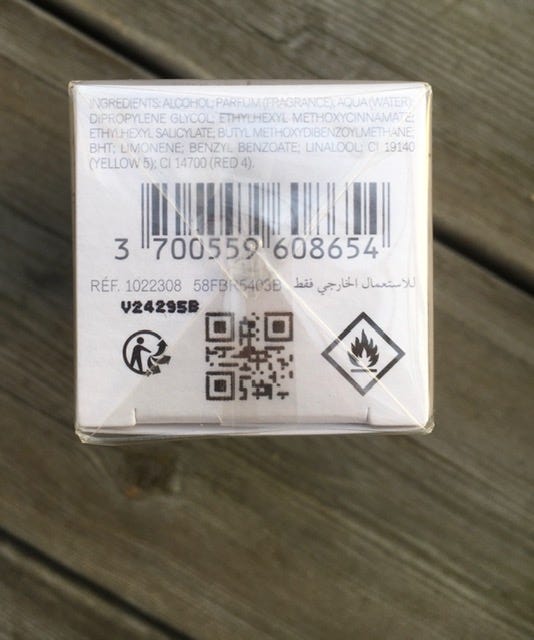 INGREDIENTS: ALCOHOL; PARFUM (FRAGRANCE), AQUA (WATER);
DIPROPYLENE GLYCOL; ETHYLHEXYL METHOXYCINNAMATE;
ETHYLHEXYL SALICYLATE; BUTYL METHOXYDIBENZOYLMETHANE;
BHT; LIMONENE; BENZYL BENZOATE; LINALOOL; CI 19140
(YELLOW 5); CI 14700 (RED 4).
3 700559 608654
RÉF. 1022308 58FBR5403B للاستعمال الخارجي فقط
V24295B